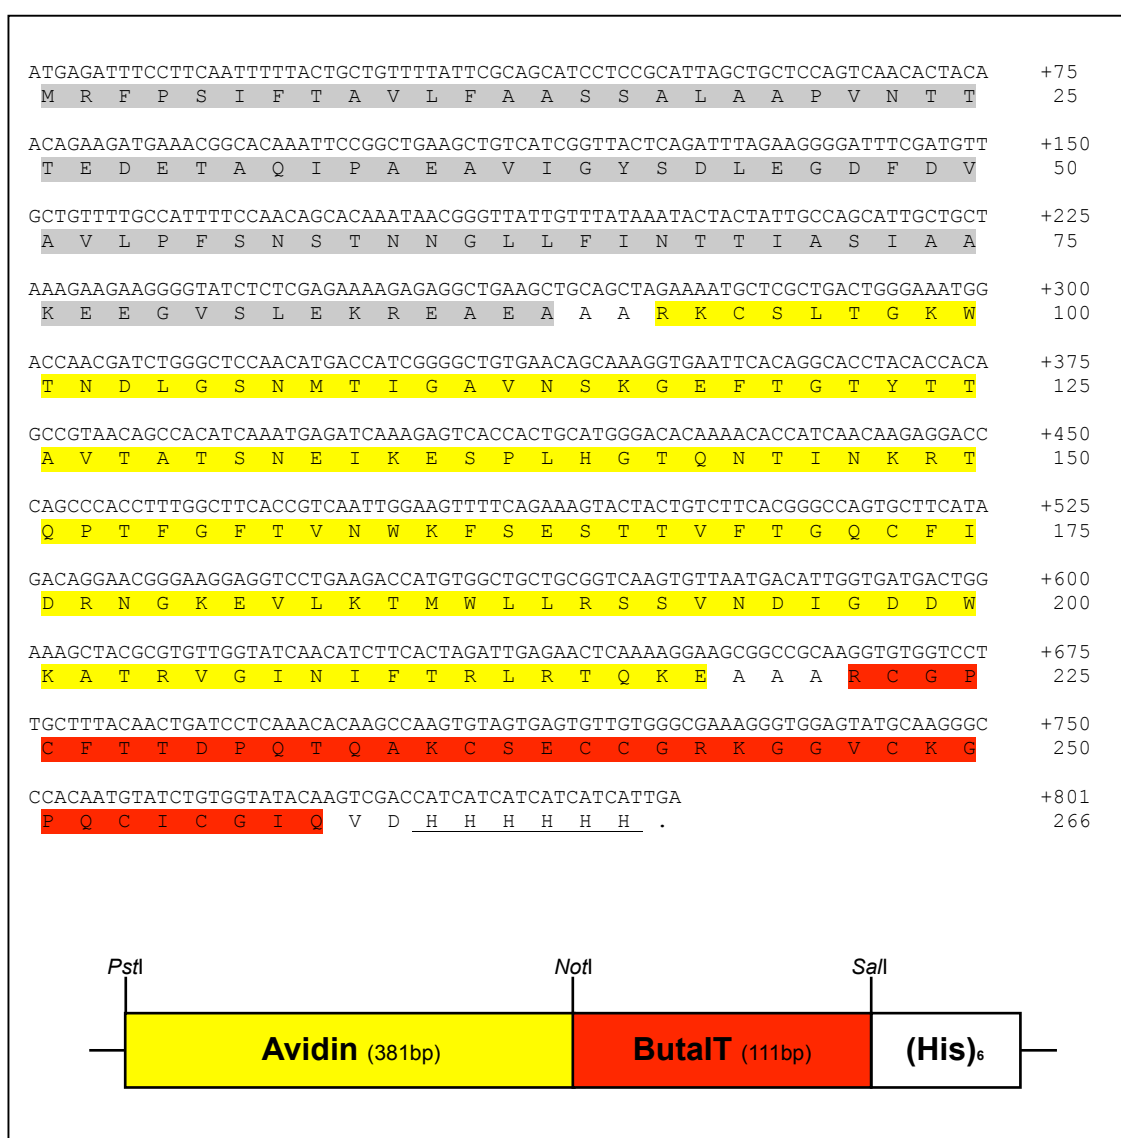 ATGAGATTTCCTTCAATTTTTACTGCTGTTTTATTCGCAGCATCCTCCGCATTAGCTGCTCCAGTCAACACTACA +75
M R F P S I F T A V L F A A S S A L A A P V N T T 25
ACAGAAGATGAAACGGCACAAATTCCGGCTGAAGCTGTCATCGGTTACTCAGATTTAGAAGGGGATTTCGATGTT +150
T E D E T A Q I P A E A V I G Y S D L E G D F D V 50
GCTGTTTTGCCATTTTCCAACAGCACAAATAACGGGTTATTGTTTATAAATACTACTATTGCCAGCATTGCTGCT +225
A V L P F S N S T N N G L L F I N T T I A S I A A 75
AAAGAAGAAGGGGTATCTCTCGAGAAAAGAGAGGCTGAAGCTGCAGCTAGAAAATGCTCGCTGACTGGGAAATGG +300
K E E G V S L E K R E A E A A A R K C S L T G K W 100
ACCAACGATCTGGGCTCCAACATGACCATCGGGGCTGTGAACAGCAAAGGTGAATTCACAGGCACCTACACCACA +375
T N D L G S N M T I G A V N S K G E F T G T Y T T 125
GCCGTAACAGCCACATCAAATGAGATCAAAGAGTCACCACTGCATGGGACACAAAACACCATCAACAAGAGGACC +450
A V T A T S N E I K E S P L H G T Q N T I N K R T 150
CAGCCCACCTTTGGCTTCACCGTCAATTGGAAGTTTTCAGAAAGTACTACTGTCTTCACGGGCCAGTGCTTCATA +525
Q P T F G F T V N W K F S E S T T V F T G Q C F I 175
GACAGGAACGGGAAGGAGGTCCTGAAGACCATGTGGCTGCTGCGGTCAAGTGTTAATGACATTGGTGATGACTGG +600
D R N G K E V L K T M W L L R S S V N D I G D D W 200
AAAGCTACGCGTGTTGGTATCAACATCTTCACTAGATTGAGAACTCAAAAGGAAGCGGCCGCAAGGTGTGGTCCT +675
K A T R V G I N I F T R L R T Q K E A A A R C G P 225
TGCTTTACAACTGATCCTCAAACACAAGCCAAGTGTAGTGAGTGTTGTGGGCGAAAGGGTGGAGTATGCAAGGGC +750
C F T T D P Q T Q A K C S E C C G R K G G V C K G 250
CCACAATGTATCTGTGGTATACAAGTCGACCATCATCATCATCATCATTGA +801
P Q C I C G I Q V D H H H H H H . 266
PstI NotI SalI
Avidin (381bp) ButaIT (111bp) (His)6